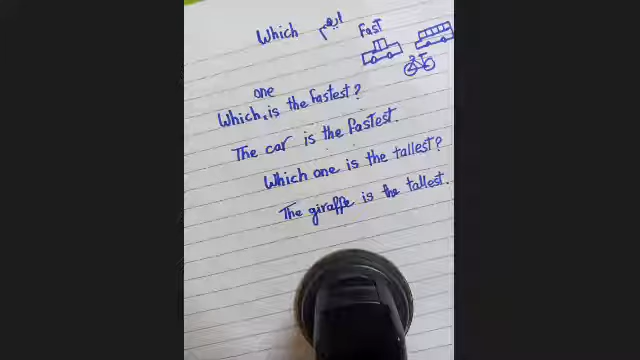 Which ايهم
Fast
one
Which is the fastest?
The car is the fastest.
Which one is the tallest?
The giraffe is the tallest.